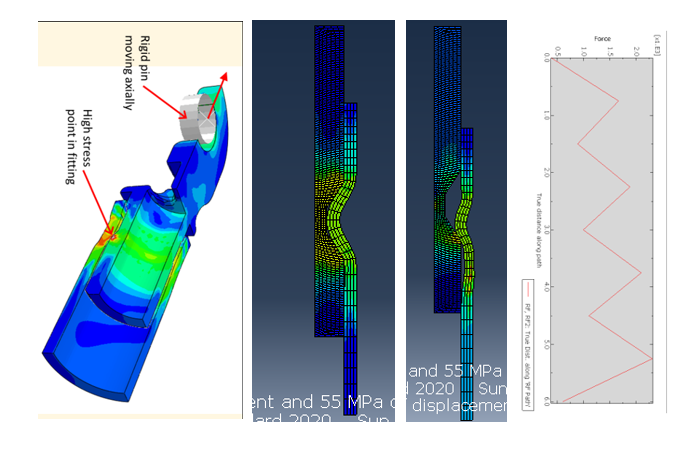 Rigid pin
moving axially
High stress
point in fitting
ent and 55 MPa
ard 2020 Sun
and 55 MPa
2020 Sun
displacemen
Force
[x1.E3]
0.5
1.0
1.5
2.0
0.0
1.0
2.0
3.0
4.0
5.0
6.0
True distance along path
RF, RF2: True Dist. along 'RF Path'